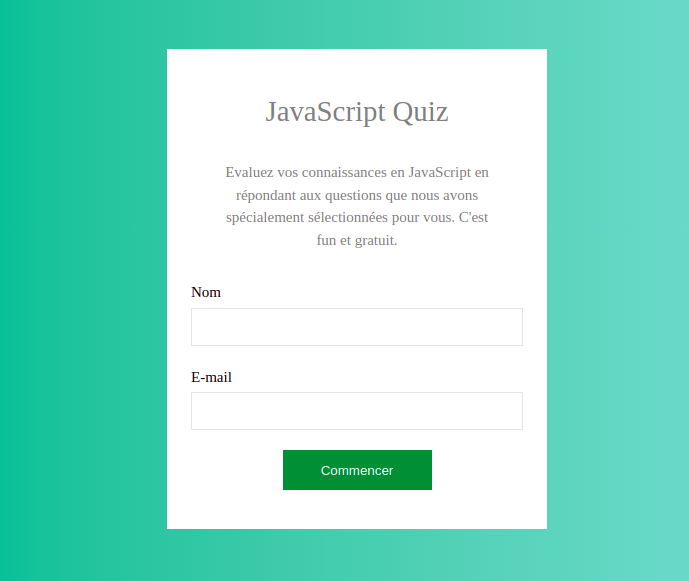 JavaScript Quiz
Evaluez vos connaissances en JavaScript en
répondant aux questions que nous avons
spécialement sélectionnées pour vous. C'est
fun et gratuit.
Nom
E-mail
Commencer